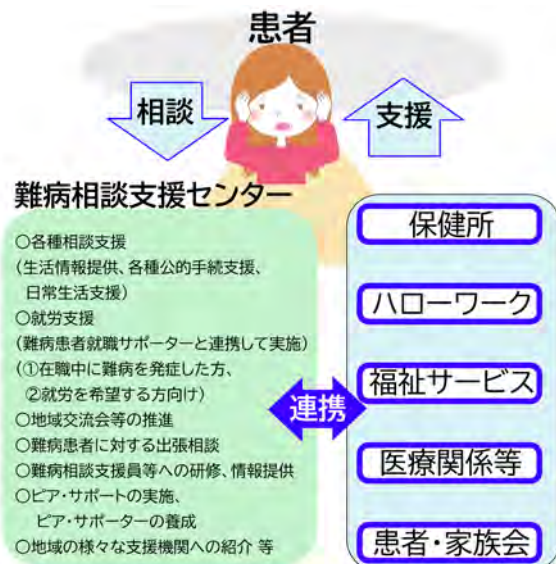 患者
相談
支援
難病相談支援センター
○各種相談支援
(生活情報提供、各種公的手続支援、
日常生活支援)
○就労支援
(難病患者就職サポーターと連携して実施)
(①在職中に難病を発症した方、
②就労を希望する方向け)
○地域交流会等の推進
○難病患者に対する出張相談
○難病相談支援員等への研修、情報提供
○ピア・サポートの実施、
ピア・サポーターの養成
○地域の様々な支援機関への紹介 等
連携
保健所
ハローワーク
福祉サービス
医療関係等
患者・家族会